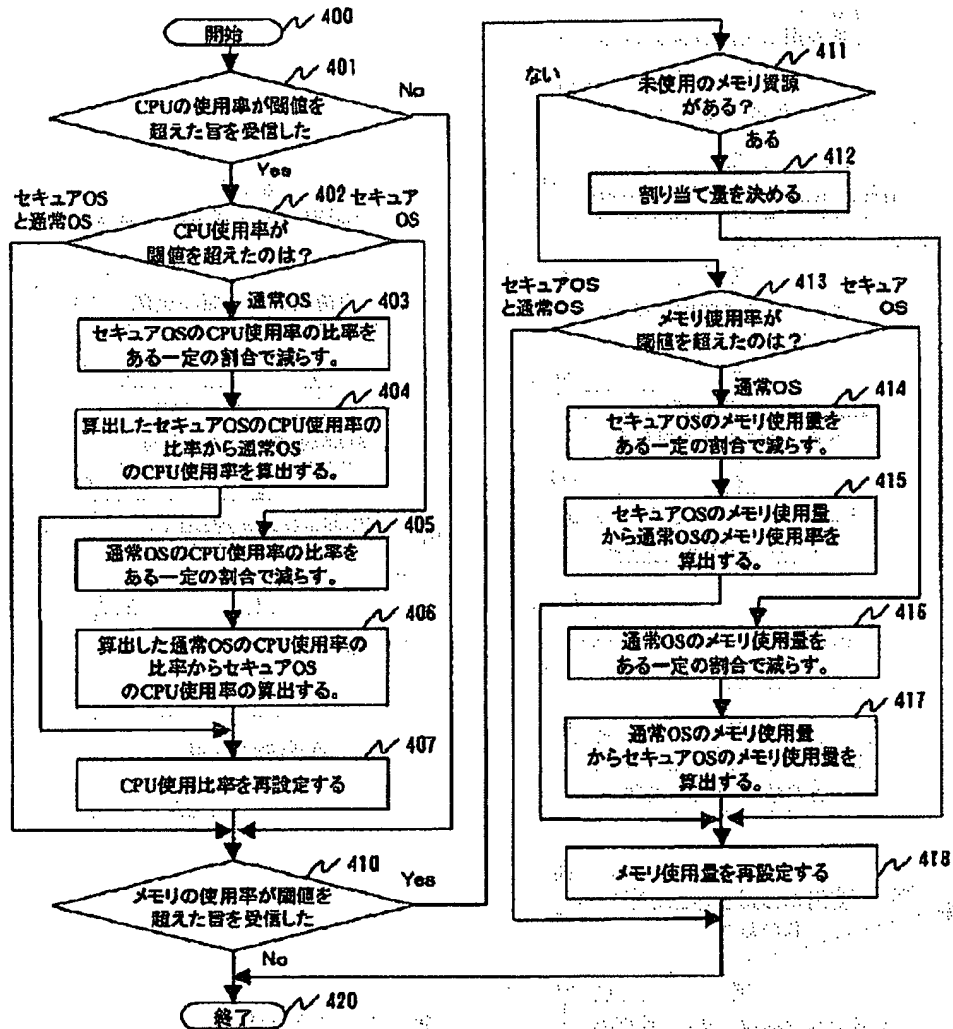 400
開始
401
CPUの使用率が閾値を
超えた旨を受信した
No
Yes
402
セキュアOS
と通常OS
セキュア
OS
CPU使用率が
閾値を超えたのは？
通常OS
403
セキュアOSのCPU使用率の比率を
ある一定の割合で減らす。
404
算出したセキュアOSのCPU使用率の
比率から通常OS
のCPU使用率を算出する。
405
通常OSのCPU使用率の比率を
ある一定の割合で減らす。
406
算出した通常OSのCPU使用率の
比率からセキュアOS
のCPU使用率の算出する。
407
CPU使用比率を再設定する
410
メモリの使用率が閾値を
超えた旨を受信した
Yes
No
420
終了
411
ない
未使用のメモリ資源
がある？
ある
412
割り当て量を決める
413
セキュアOS
と通常OS
セキュア
OS
メモリ使用率が
閾値を超えたのは？
通常OS
414
セキュアOSのメモリ使用量を
ある一定の割合で減らす。
415
セキュアOSのメモリ使用量
から通常OSのメモリ使用率を
算出する。
416
通常OSのメモリ使用量を
ある一定の割合で減らす。
417
通常OSのメモリ使用量
からセキュアOSのメモリ使用量を
算出する。
418
メモリ使用量を再設定する